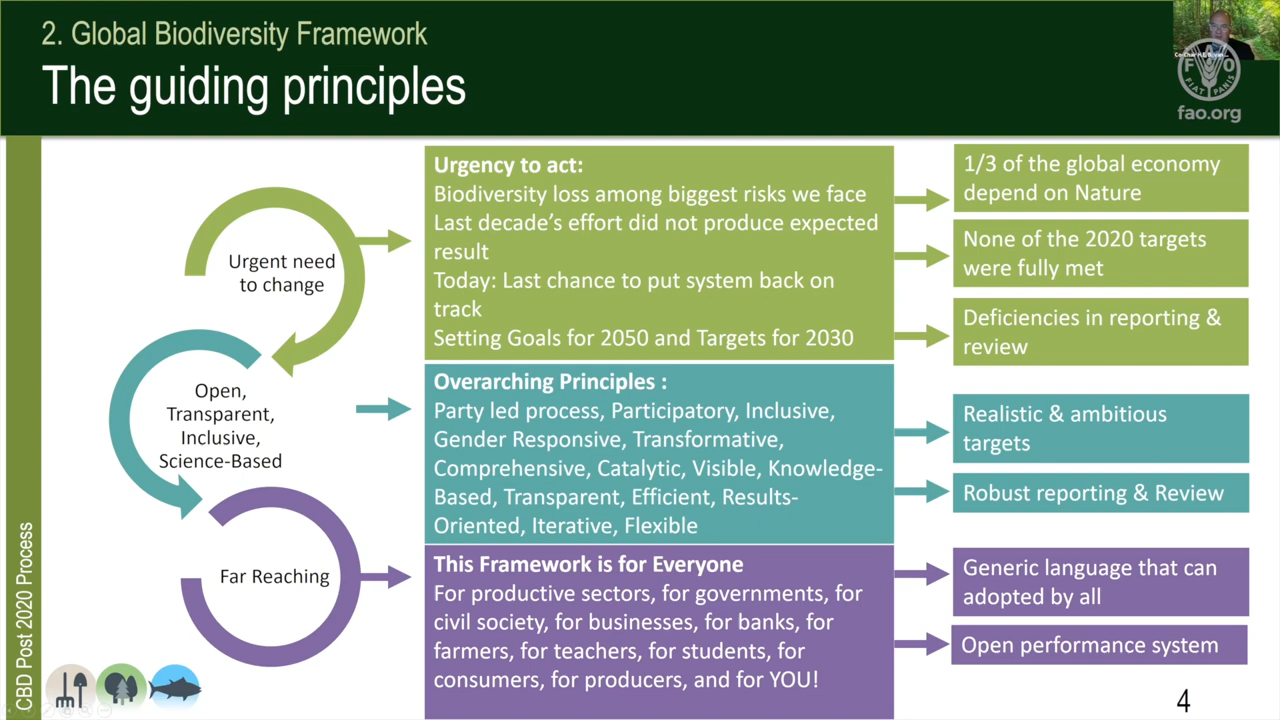 2. Global Biodiversity Framework
The guiding principles
FAO
FIAT PANIS
fao.org
Urgent need
to change
Urgency to act:
Biodiversity loss among biggest risks we face
Last decade’s effort did not produce expected
result
Today: Last chance to put system back on
track
Setting Goals for 2050 and Targets for 2030
1/3 of the global economy
depend on Nature
None of the 2020 targets
were fully met
Deficiencies in reporting &
review
Open,
Transparent,
Inclusive,
Science-Based
Overarching Principles :
Party led process, Participatory, Inclusive,
Gender Responsive, Transformative,
Comprehensive, Catalytic, Visible, Knowledge-
Based, Transparent, Efficient, Results-
Oriented, Iterative, Flexible
Realistic & ambitious
targets
Robust reporting & Review
Far Reaching
This Framework is for Everyone
For productive sectors, for governments, for
civil society, for businesses, for banks, for
farmers, for teachers, for students, for
consumers, for producers, and for YOU!
Generic language that can
adopted by all
Open performance system
CBD Post 2020 Process
4